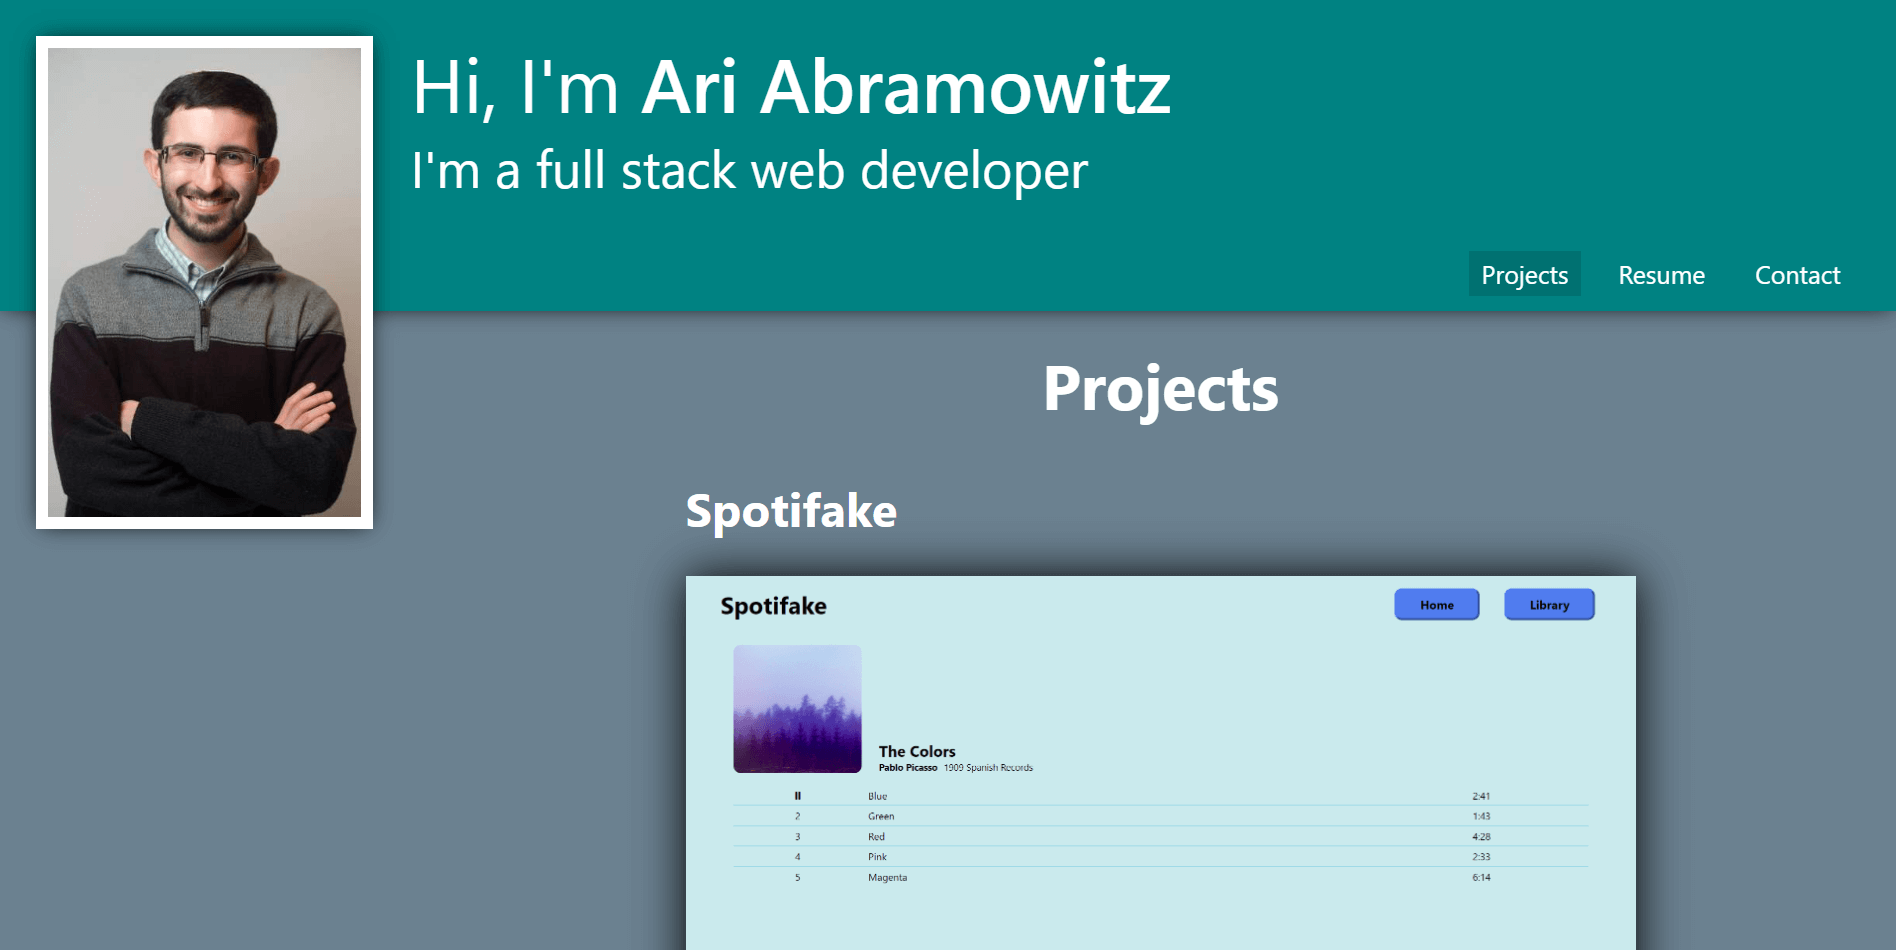 Hi, I'm Ari Abramowitz
I'm a full stack web developer
Projects Resume Contact
Projects
Spotifake
Spotifake Home Library
The Colors
Pablo Picasso 1909 Spanish Records
Blue 2:41
2 Green 1:43
3 Red 4:28
4 Pink 2:33
5 Magenta 6:14